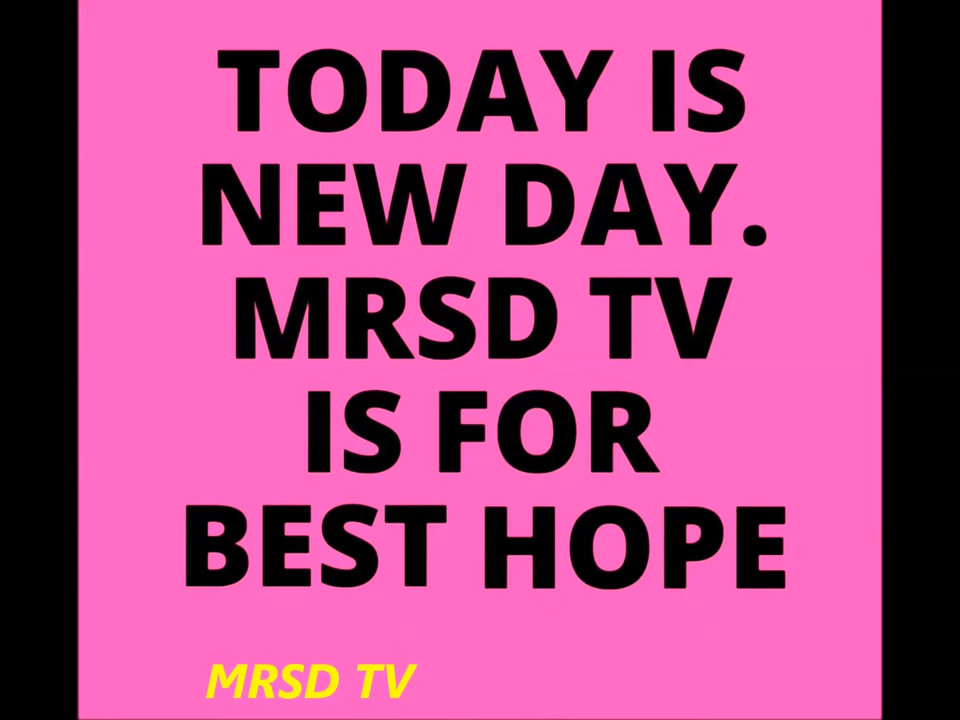 TODAY IS
NEW DAY.
MRSD TV
IS FOR
BEST HOPE
MRSD TV